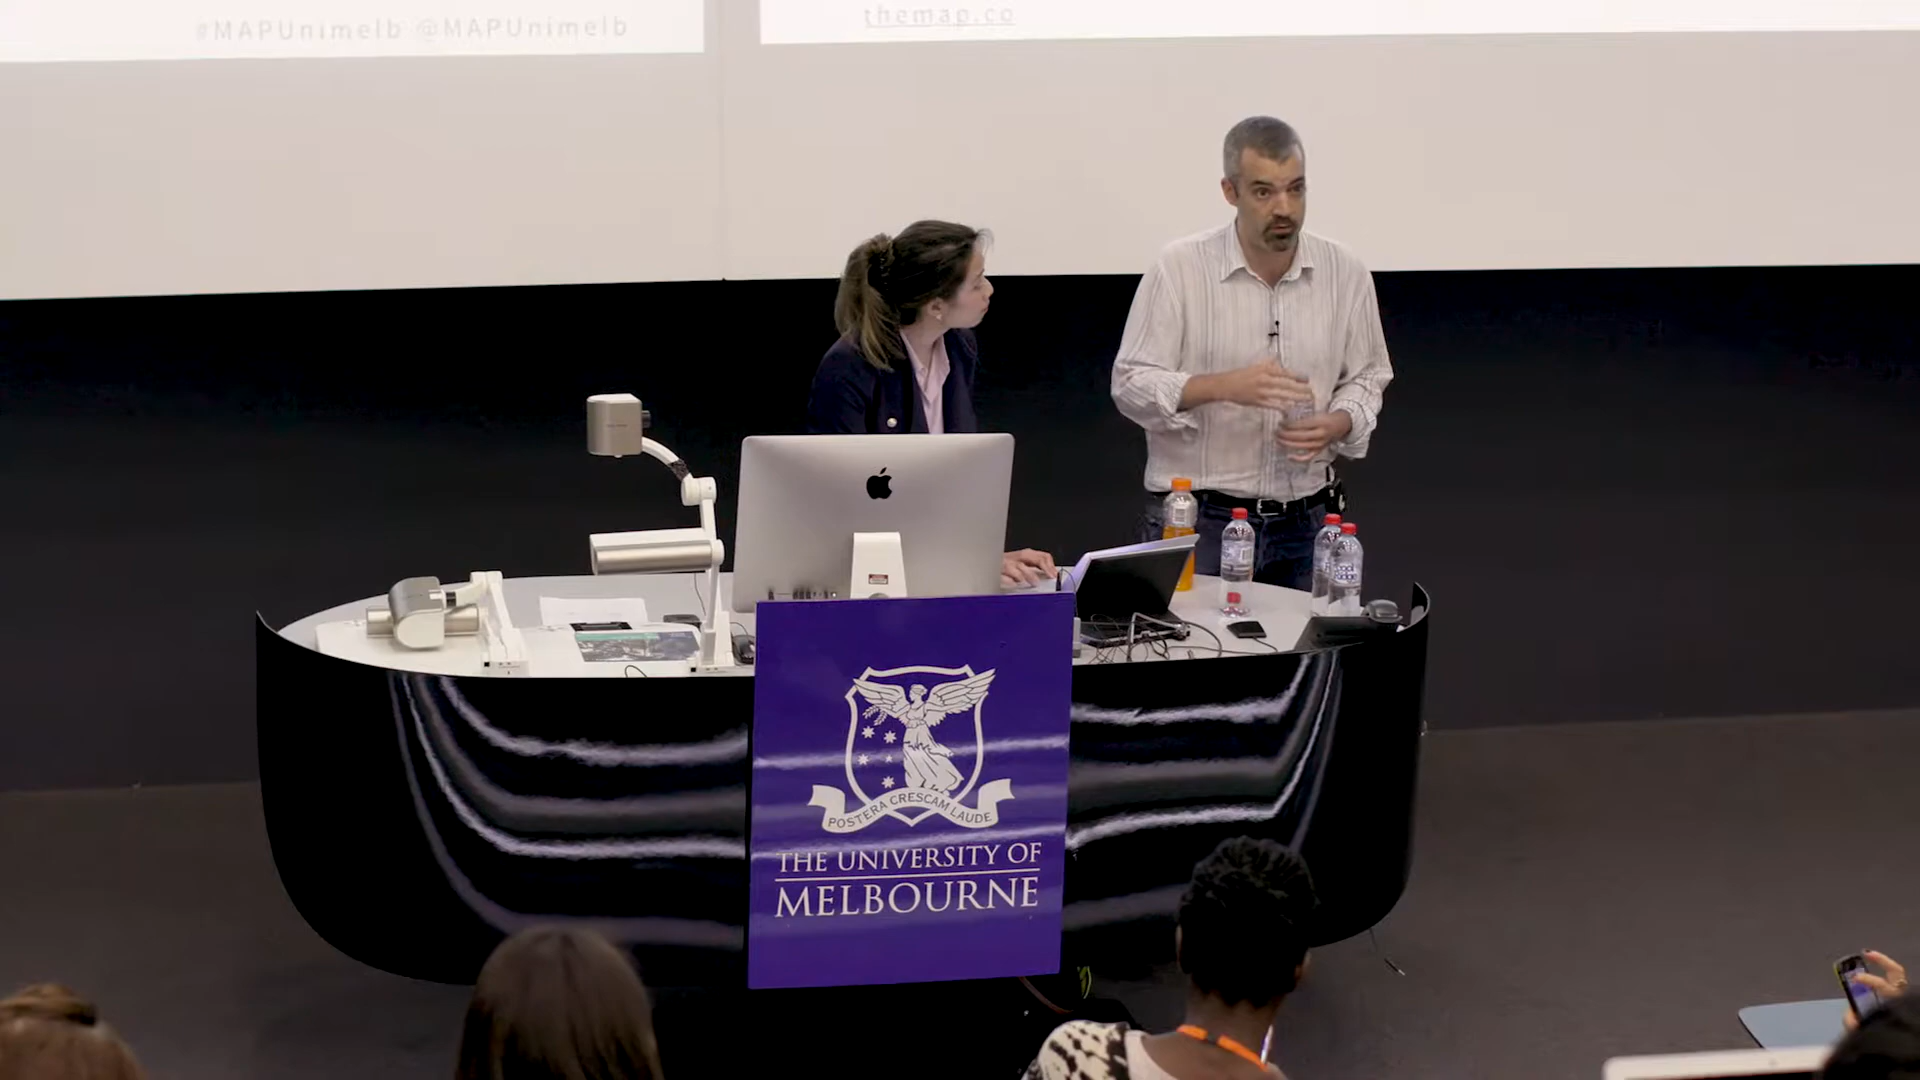 #MAPUnimelb @MAPUnimelb
themap.co
POSTERA CRESCAM LAUDE
THE UNIVERSITY OF
MELBOURNE